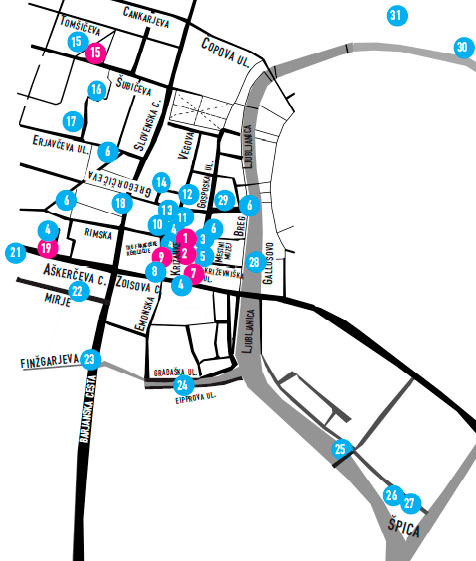 31
TOMŠIČEVA
CANKARJEVA
15
15
COPOVA UL.
30
ŠUBIČEVA
16
SLOVENSKA C.
17
ERJAVČEVA UL.
6
VEGOVA
LJUBLJANICA
GREGORČIČEVA
14
12
GOSPOSKA UL.
6
18
13
11
29
6
10
4
6
BREG
4
RIMSKA
1
3
21
19
9
2
5
MESTNI
MUZEJ
28
GALLUSOVO
KRIŽANKE
AŠKERČEVA C.
8
7
KRIŽEVNIŠKA
UL.
ZOISOVA C.
4
22
MIRJE
EMONSKA
LJUBLJANICA
FINŽGARJEVA
23
GRADAŠKA UL.
24
EIPPROVA UL.
BARJANSKA CESTA
25
26
27
ŠPICA